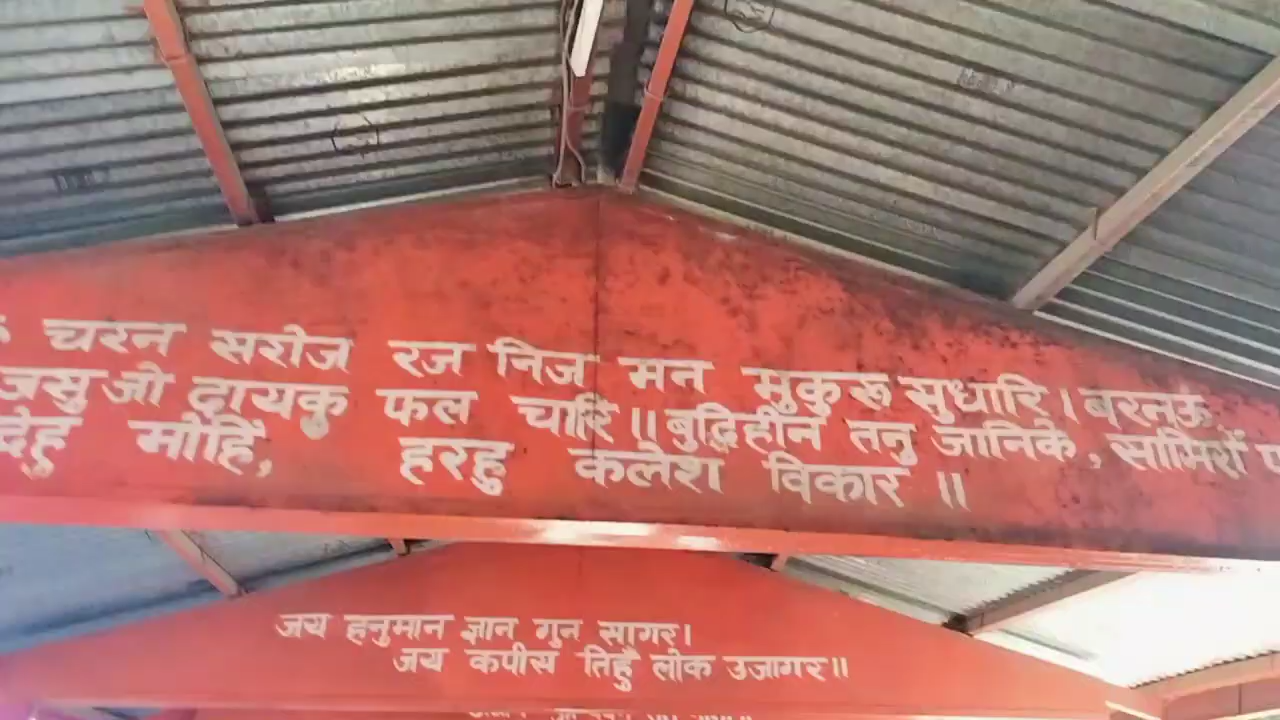 चरन सरोज रज निज मन मुकुरू सुधारि । बरनऊ
जसु जो दायकु फल चारि ॥ बुद्धिहीन तनु जानिके, सामिरों
देहु मोहिं, हरहु कलेश विकार ॥
जय हनुमान ज्ञान गुन सागर।
जय कपीस तिहुँ लोक उजागर॥